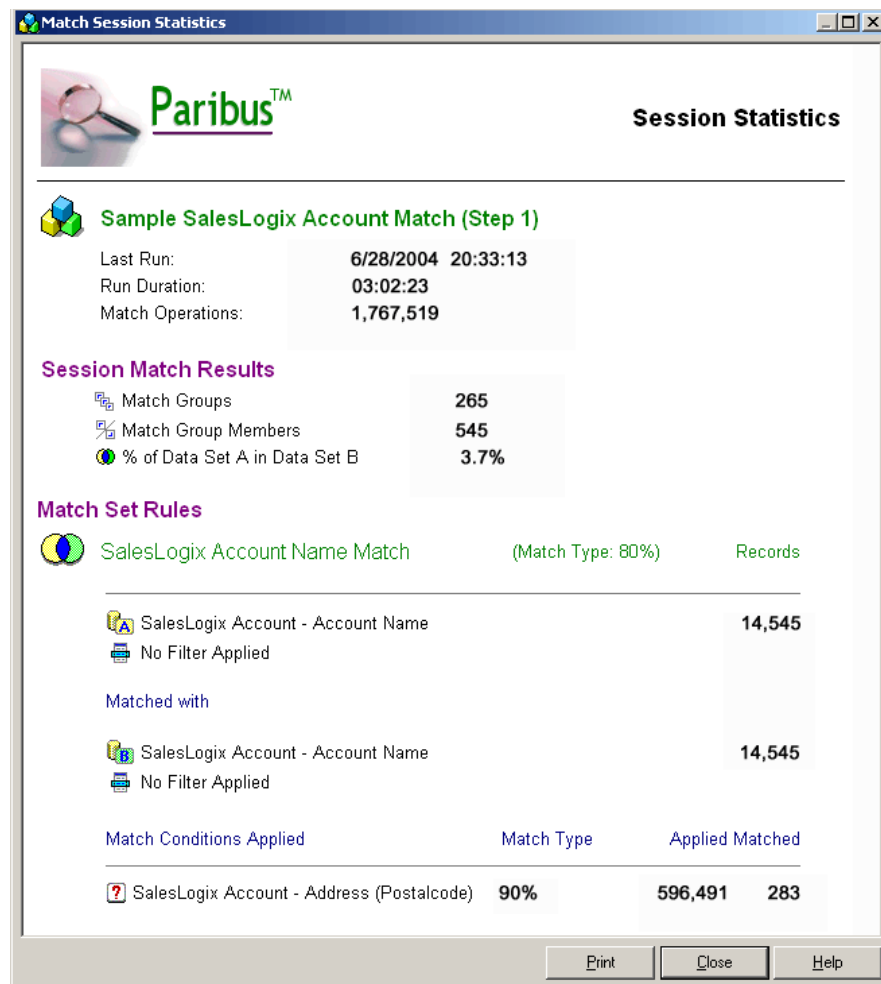 Match Session Statistics
Paribus™
Session Statistics
Sample SalesLogix Account Match (Step 1)
Last Run: 6/28/2004 20:33:13
Run Duration: 03:02:23
Match Operations: 1,767,519
Session Match Results
Match Groups 265
Match Group Members 545
% of Data Set A in Data Set B 3.7%
Match Set Rules
SalesLogix Account Name Match (Match Type: 80%) Records
A SalesLogix Account - Account Name 14,545
No Filter Applied
Matched with
B SalesLogix Account - Account Name 14,545
No Filter Applied
Match Conditions Applied Match Type Applied Matched
? SalesLogix Account - Address (Postalcode) 90% 596,491 283
Print Close Help